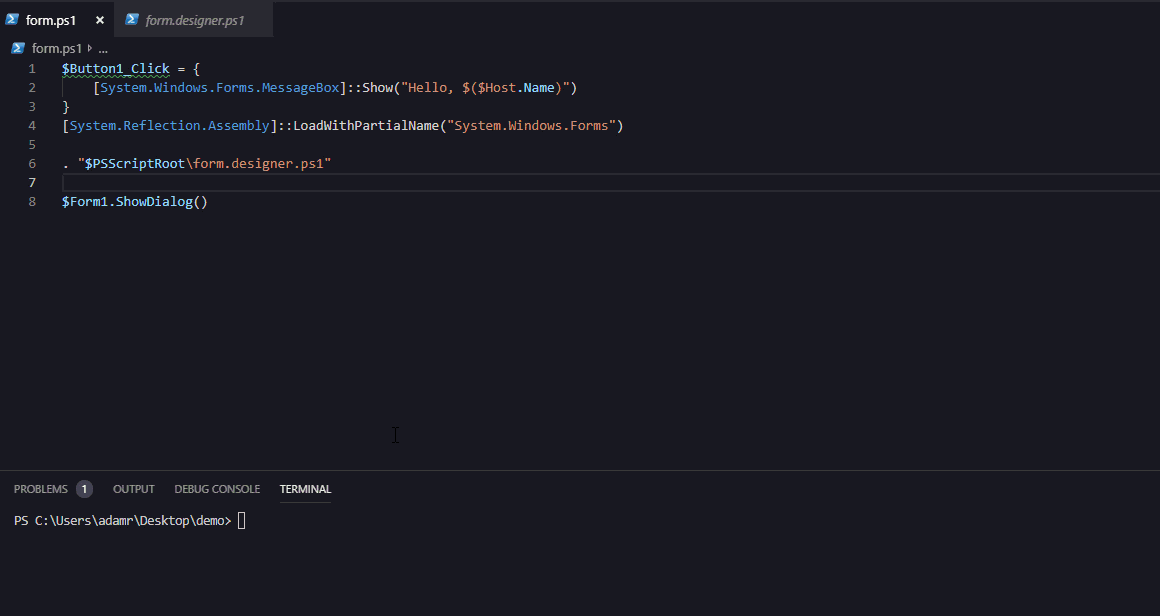 form.ps1 × form.designer.ps1
form.ps1 ▷ ...
1 $Button1_Click = {
2 [System.Windows.Forms.MessageBox]::Show("Hello, $($Host.Name)")
3 }
4 [System.Reflection.Assembly]::LoadWithPartialName("System.Windows.Forms")
5
6 . "$PSScriptRoot\form.designer.ps1"
7
8 $Form1.ShowDialog()
PROBLEMS 1 OUTPUT DEBUG CONSOLE TERMINAL
PS C:\Users\adamr\Desktop\demo>